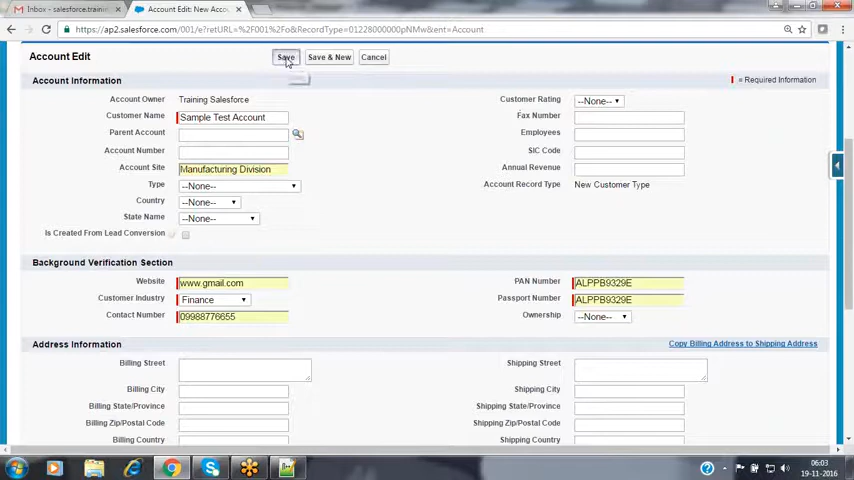 Inbox - salesforce.trainin
Account Edit: New Accou
https://ap2.salesforce.com/001/e?retURL=%2F001%2Fo&RecordType=01228000000pNMw&ent=Account
Account Edit
Save
Save & New
Cancel
Account Information
= Required Information
Account Owner Training Salesforce
Customer Rating --None--
Customer Name Sample Test Account
Fax Number
Parent Account
Employees
Account Number
SIC Code
Account Site Manufacturing Division
Annual Revenue
Type --None--
Account Record Type New Customer Type
Country --None--
State Name --None--
Is Created From Lead Conversion
Background Verification Section
Website www.gmail.com
PAN Number ALPPB9329E
Customer Industry Finance
Passport Number ALPPB9329E
Contact Number 09988776655
Ownership --None--
Address Information
Copy Billing Address to Shipping Address
Billing Street
Shipping Street
Billing City
Shipping City
Billing State/Province
Shipping State/Province
Billing Zip/Postal Code
Shipping Zip/Postal Code
Billing Country
Shipping Country
06:03
19-11-2016